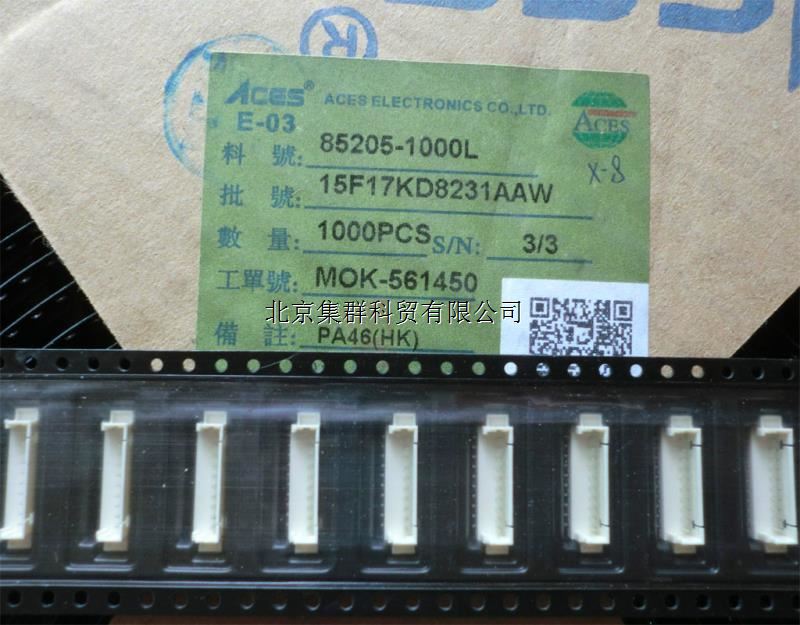 ®
ACES® ACES ELECTRONICS CO.,LTD.
E-03
ACES
X-8
料 號: 85205-1000L
批 號: 15F17KD8231AAW
數 量: 1000PCS S/N: 3/3
工單號: MOK-561450
北京集群科贸有限公司
備 註: PA46(HK)